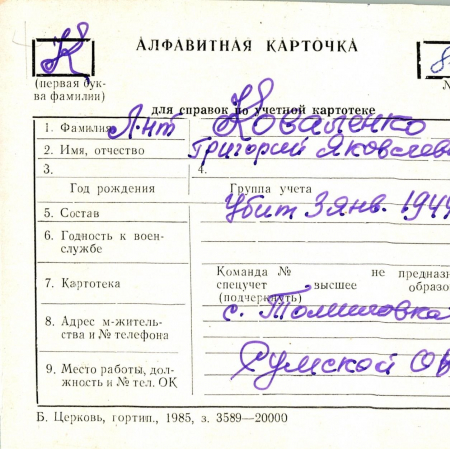 К
АЛФАВИТНАЯ КАРТОЧКА
8
(первая бук-
ва фамилии)
№
для справок по учетной картотеке
1. Фамилия Л-нт Коваленко
2. Имя, отчество Григорий Яковлев
3. 4.
Год рождения Группа учета
5. Состав Убит 3 янв. 1944
6. Годность к воен-
службе
Команда № не предназн
7. Картотека спецучет высшее образо
(подчеркнуть)
8. Адрес м-житель-
ства и № телефона
с. Томиловка
9. Место работы, дол-
жность и № тел. ОК
Сумской Об
Б. Церковь, гортип., 1985, з. 3589—20000